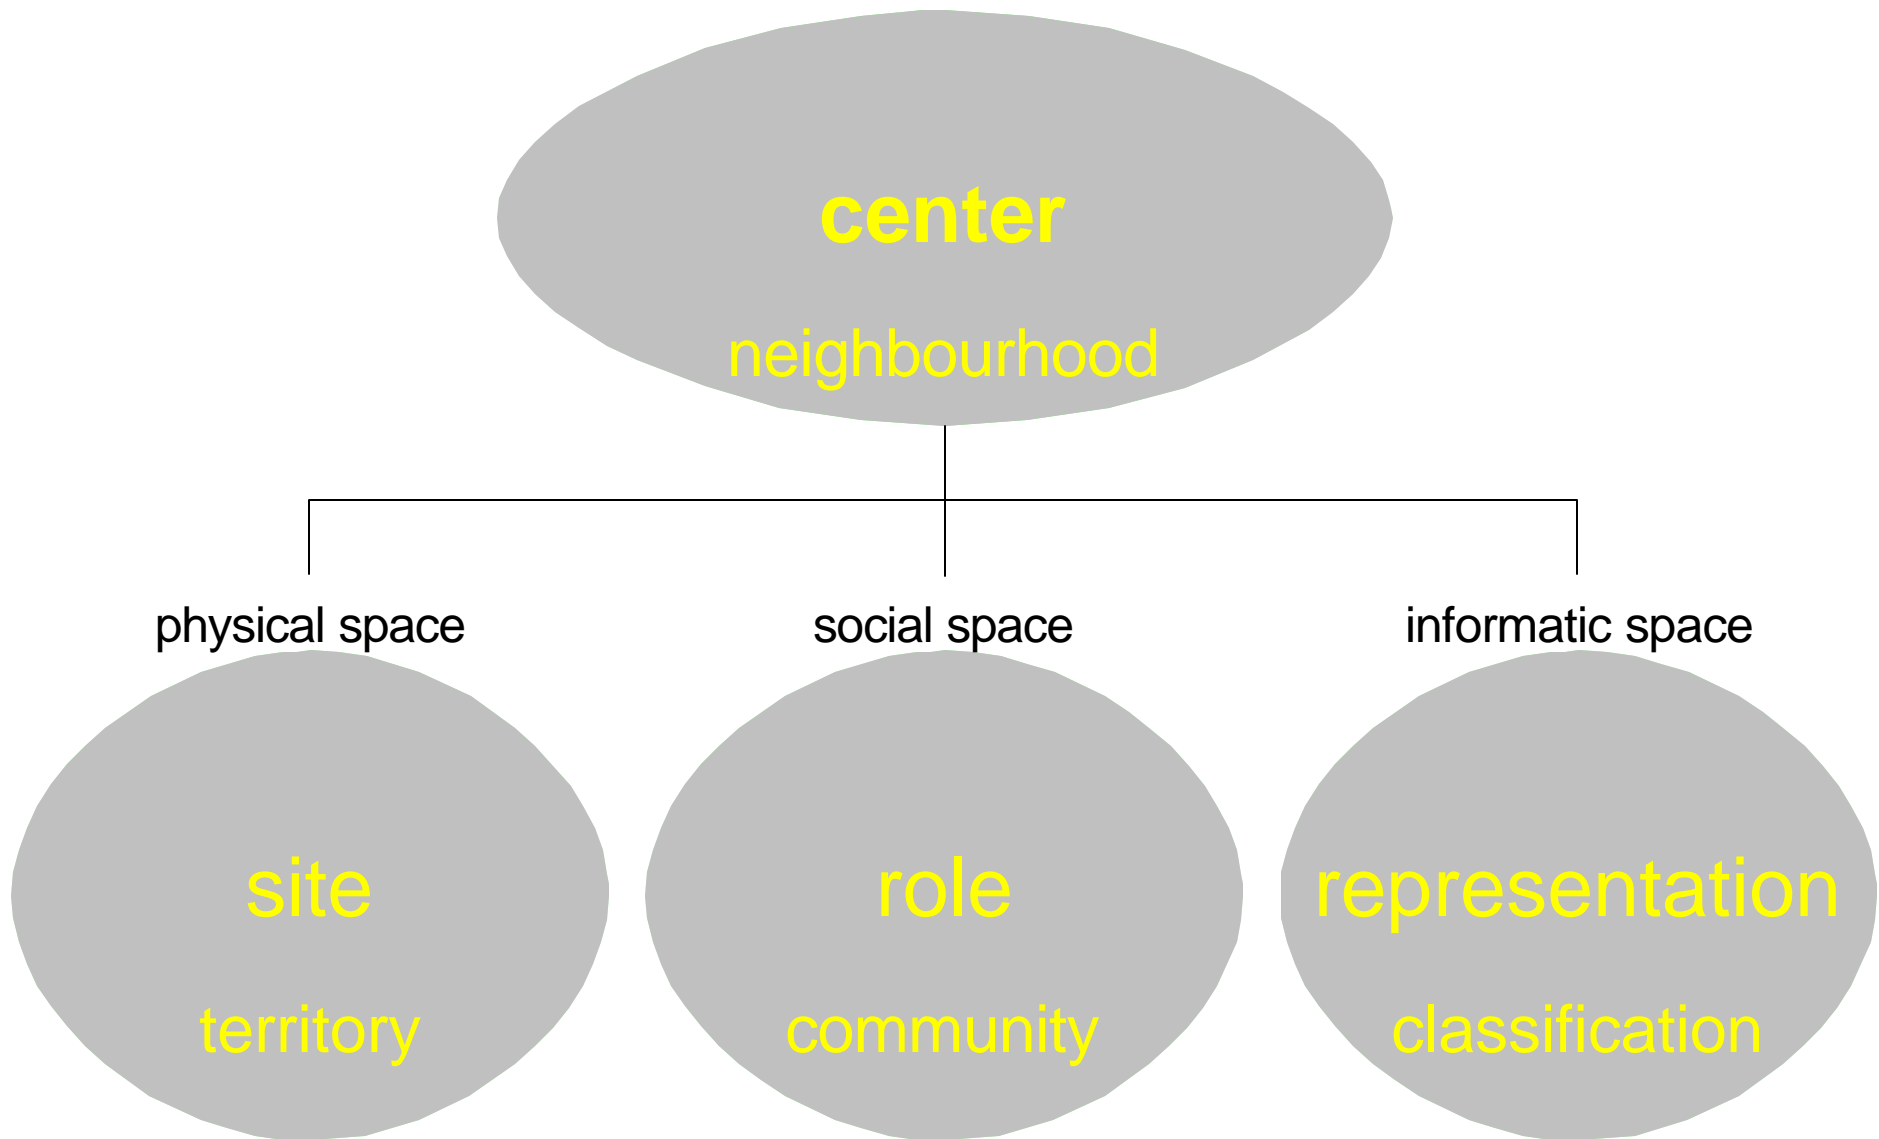 center
neighbourhood
physical space
social space
informatic space
site
role
representation
territory
community
classification